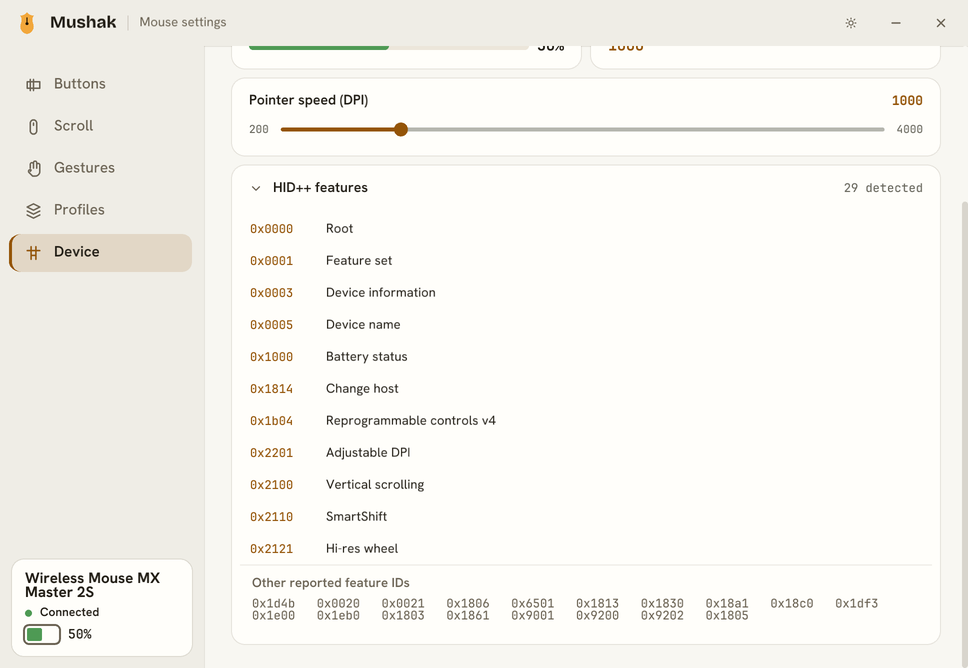 Mushak | Mouse settings
Buttons
Scroll
Gestures
Profiles
Device
50% 1000
Pointer speed (DPI) 1000
200 4000
HID++ features 29 detected
0x0000 Root
0x0001 Feature set
0x0003 Device information
0x0005 Device name
0x1000 Battery status
0x1814 Change host
0x1b04 Reprogrammable controls v4
0x2201 Adjustable DPI
0x2100 Vertical scrolling
0x2110 SmartShift
0x2121 Hi-res wheel
Other reported feature IDs
0x1d4b 0x0020 0x0021 0x1806 0x6501 0x1813 0x1830 0x18a1 0x18c0 0x1df3
0x1e00 0x1eb0 0x1803 0x1861 0x9001 0x9200 0x9202 0x1805
Wireless Mouse MX
Master 2S
Connected
50%